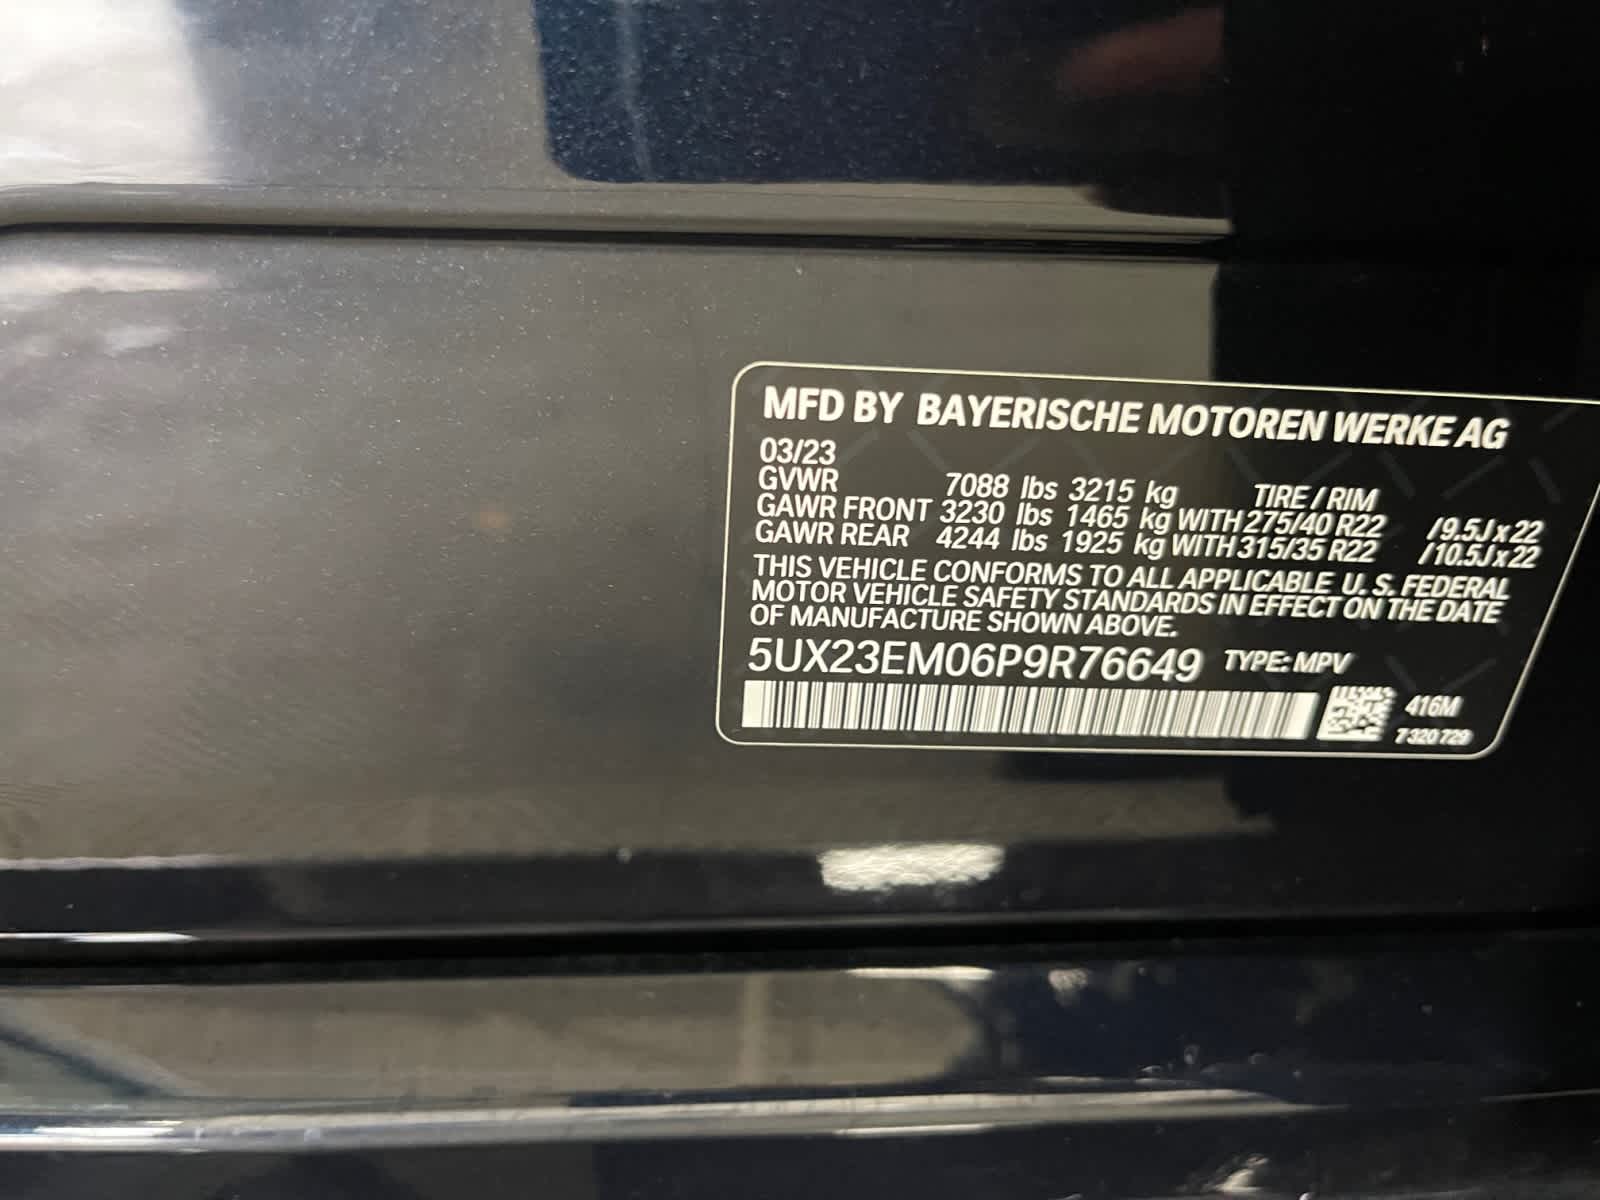 MFD BY BAYERISCHE MOTOREN WERKE AG
03/23
GVWR 7088 lbs 3215 kg TIRE / RIM
GAWR FRONT 3230 lbs 1465 kg WITH 275/40 R22 /9.5J x 22
GAWR REAR 4244 lbs 1925 kg WITH 315/35 R22 /10.5J x 22
THIS VEHICLE CONFORMS TO ALL APPLICABLE U. S. FEDERAL
MOTOR VEHICLE SAFETY STANDARDS IN EFFECT ON THE DATE
OF MANUFACTURE SHOWN ABOVE.
5UX23EM06P9R76649 TYPE: MPV
416M
7 320 729